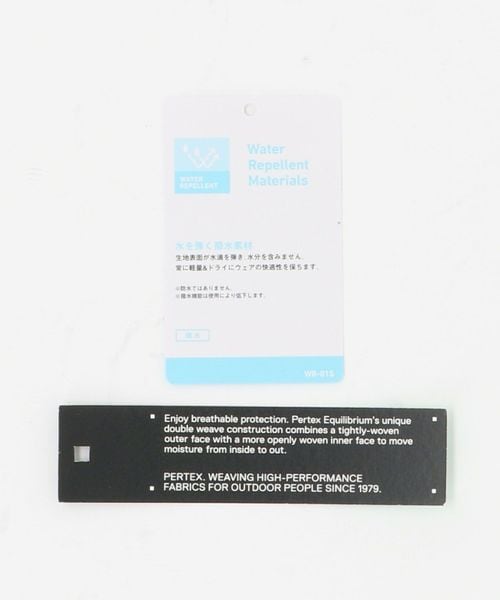 WATER
REPELLENT
Water
Repellent
Materials
水を弾く撥水素材
生地表面が水滴を弾き、水分を含みません。
常に軽量&ドライにウェアの快適性を保ちます。
※防水ではありません。
※撥水機能は使用により低下します。
撥水
WR-01S
Enjoy breathable protection. Pertex Equilibrium's unique
double weave construction combines a tightly-woven
outer face with a more openly woven inner face to move
moisture from inside to out.
PERTEX. WEAVING HIGH-PERFORMANCE
FABRICS FOR OUTDOOR PEOPLE SINCE 1979.